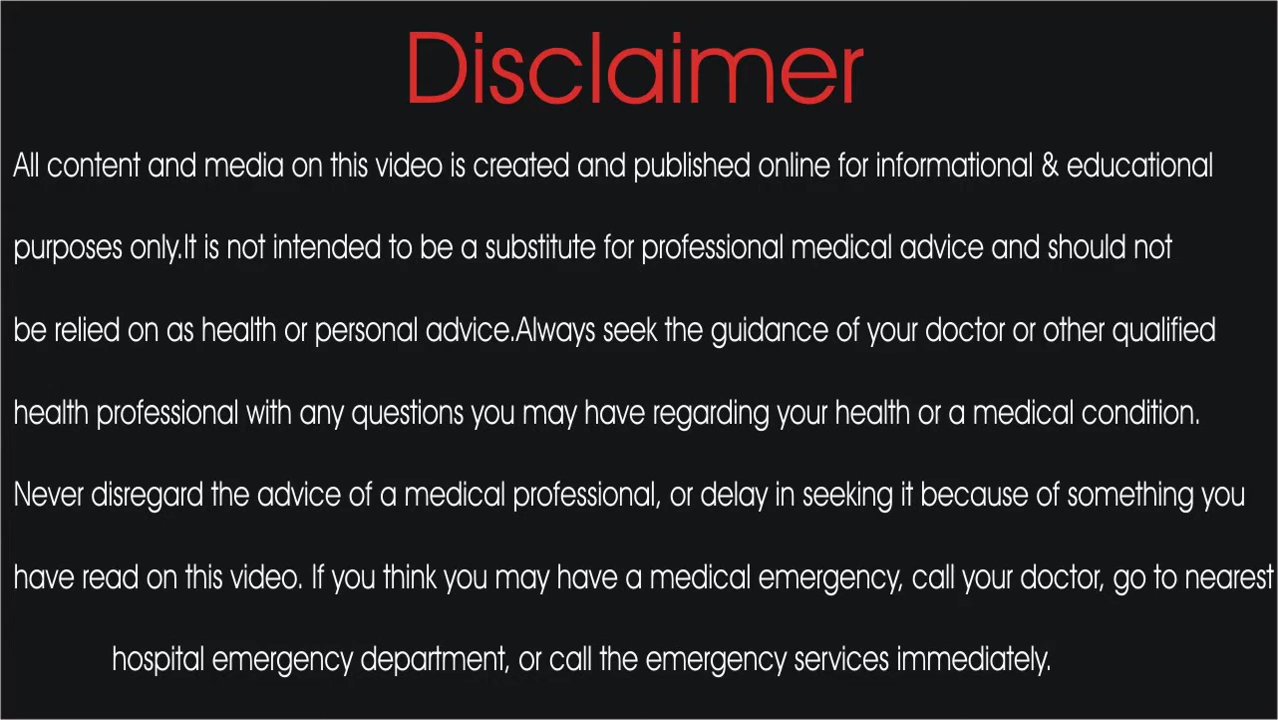 Disclaimer
All content and media on this video is created and published online for informational & educational
purposes only.It is not intended to be a substitute for professional medical advice and should not
be relied on as health or personal advice.Always seek the guidance of your doctor or other qualified
health professional with any questions you may have regarding your health or a medical condition.
Never disregard the advice of a medical professional, or delay in seeking it because of something you
have read on this video. If you think you may have a medical emergency, call your doctor, go to nearest
hospital emergency department, or call the emergency services immediately.